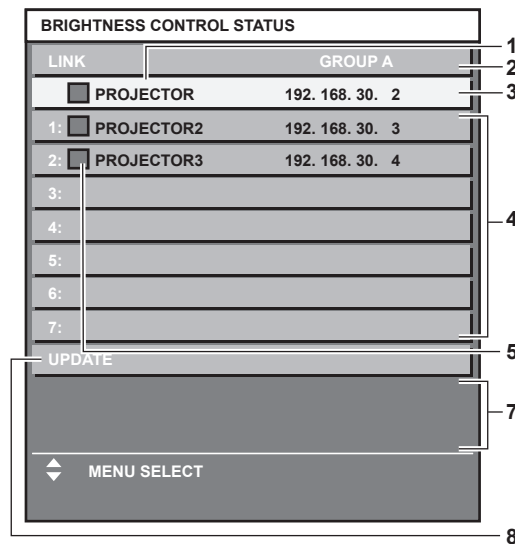 BRIGHTNESS CONTROL STATUS
1
LINK GROUP A
2
PROJECTOR 192. 168. 30. 2
3
1: PROJECTOR2 192. 168. 30. 3
2: PROJECTOR3 192. 168. 30. 4
3:
4:
4
5:
6:
7:
UPDATE
5
7
MENU SELECT
8